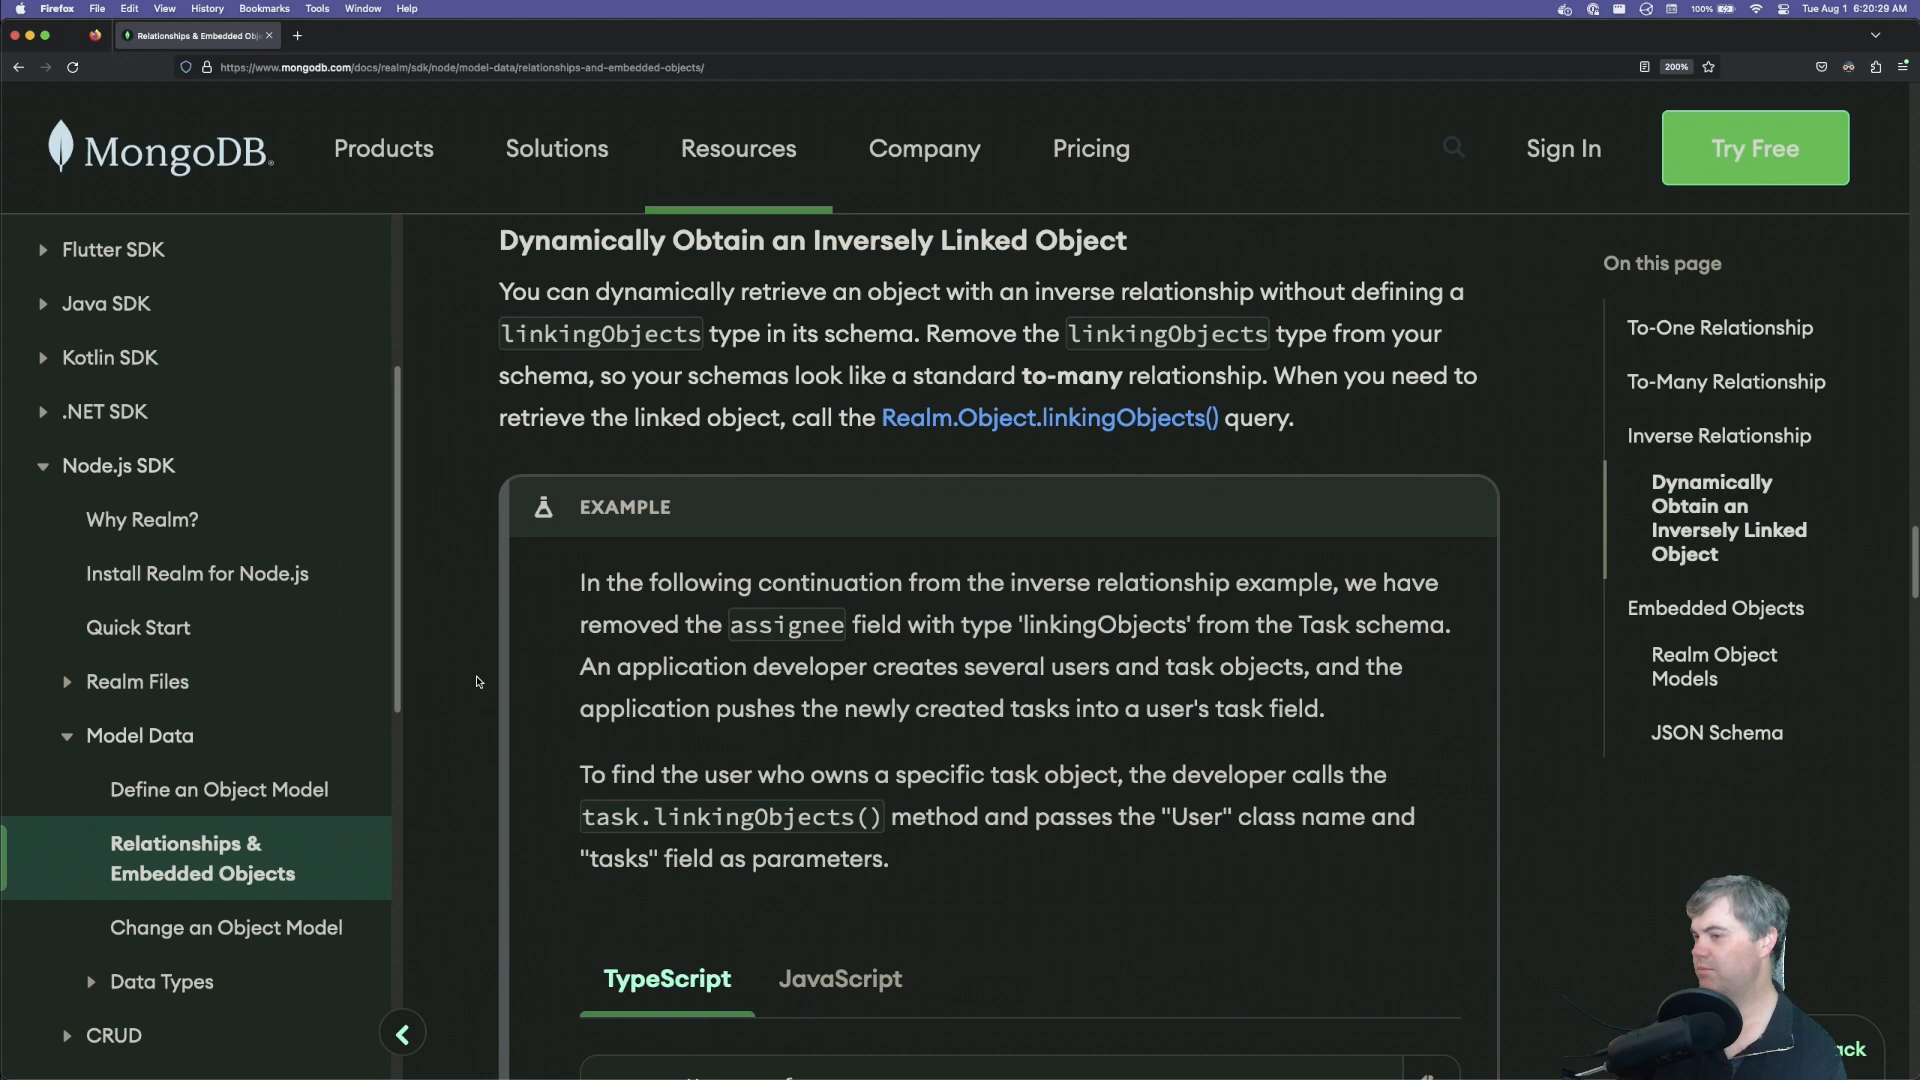 Firefox File Edit View History Bookmarks Tools Window Help 100% Tue Aug 1 6:20:29 AM
Relationships & Embedded Obj
https://www.mongodb.com/docs/realm/sdk/node/model-data/relationships-and-embedded-objects/ 200%
MongoDB. Products Solutions Resources Company Pricing Sign In Try Free
Flutter SDK
Java SDK
Kotlin SDK
.NET SDK
Node.js SDK
Why Realm?
Install Realm for Node.js
Quick Start
Realm Files
Model Data
Define an Object Model
Relationships &
Embedded Objects
Change an Object Model
Data Types
CRUD
Dynamically Obtain an Inversely Linked Object
You can dynamically retrieve an object with an inverse relationship without defining a
linkingObjects type in its schema. Remove the linkingObjects type from your
schema, so your schemas look like a standard to-many relationship. When you need to
retrieve the linked object, call the Realm.Object.linkingObjects() query.
EXAMPLE
In the following continuation from the inverse relationship example, we have
removed the assignee field with type 'linkingObjects' from the Task schema.
An application developer creates several users and task objects, and the
application pushes the newly created tasks into a user's task field.
To find the user who owns a specific task object, the developer calls the
task.linkingObjects() method and passes the "User" class name and
"tasks" field as parameters.
TypeScript JavaScript
On this page
To-One Relationship
To-Many Relationship
Inverse Relationship
Dynamically
Obtain an
Inversely Linked
Object
Embedded Objects
Realm Object
Models
JSON Schema